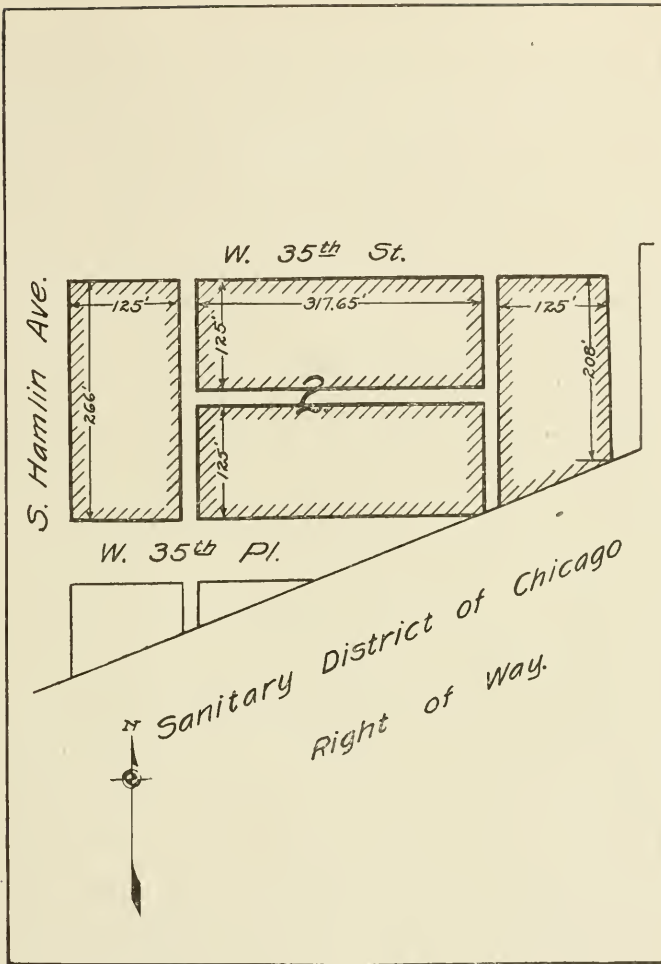 W. 35th St.
S. Hamlin Ave.
125'
317.65'
125'
125'
266'
208'
2.
125'
W. 35th Pl.
Sanitary District of Chicago
Right of Way.
N